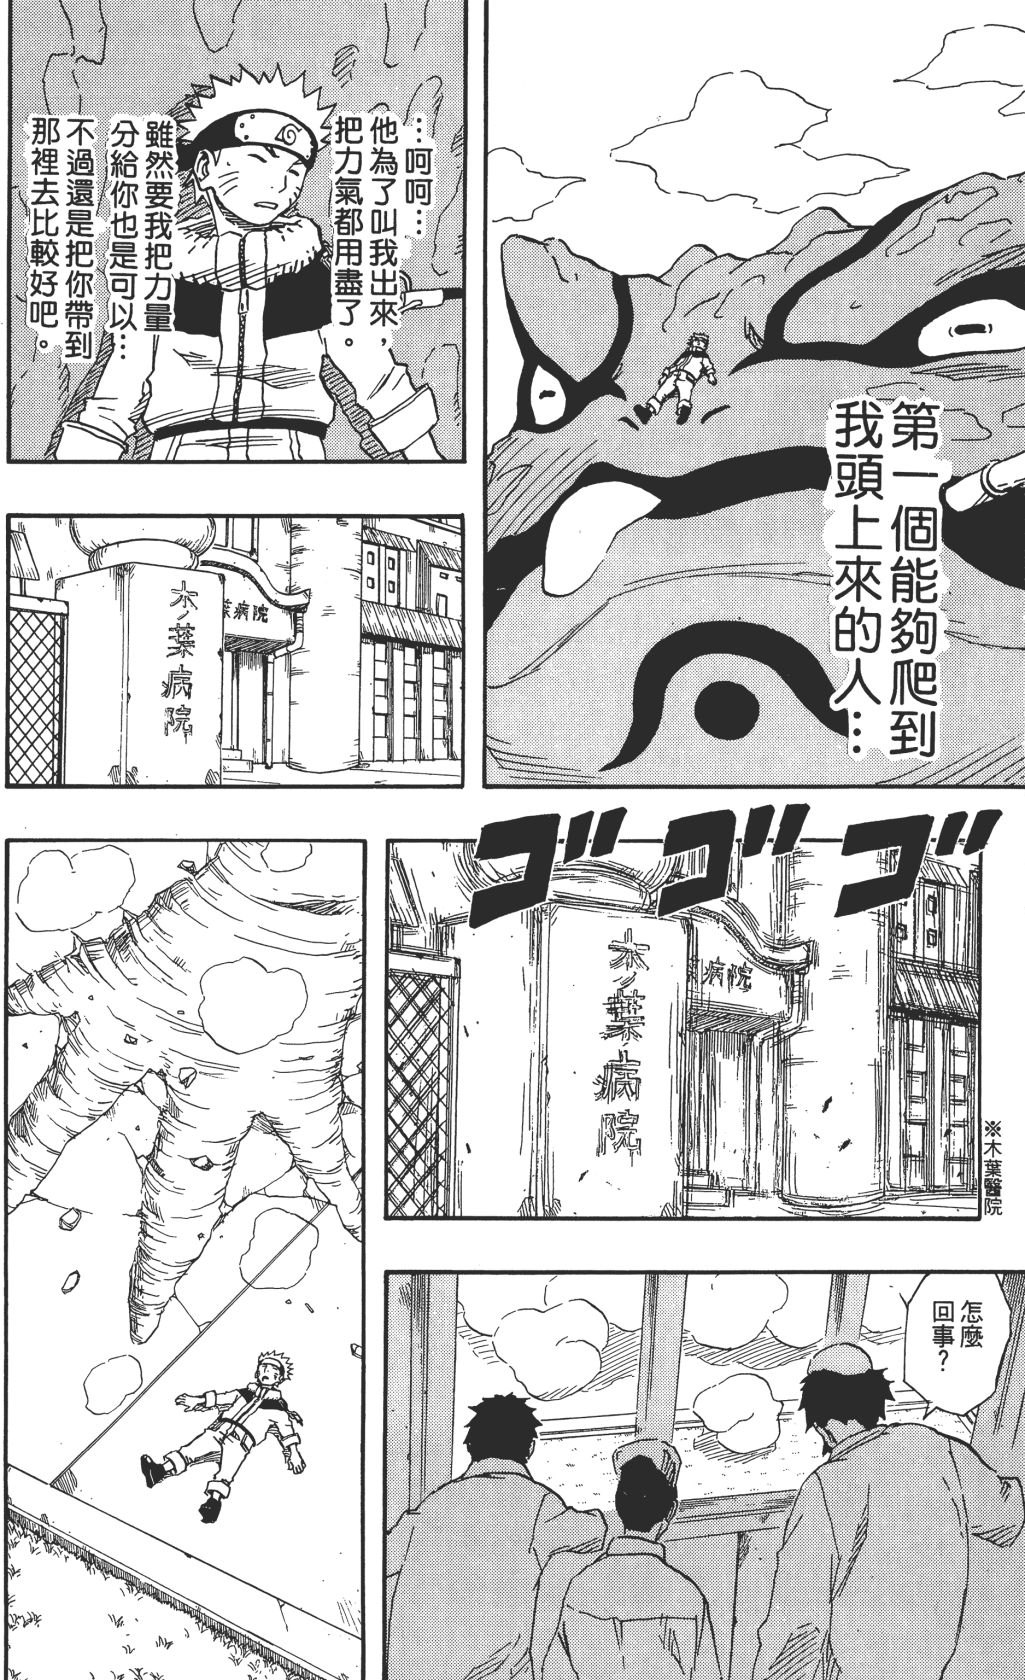 第一個能夠爬到
我頭上來的人…
…呵呵…
他為了叫我出來，
把力氣都用盡了。
雖然要我把力量
分給你也是可以…
不過還是把你帶到
那裡去比較好吧。
木ノ葉病院
葉病院
ゴゴゴ
木ノ葉病院
病院
※木葉醫院
怎麼
回事？